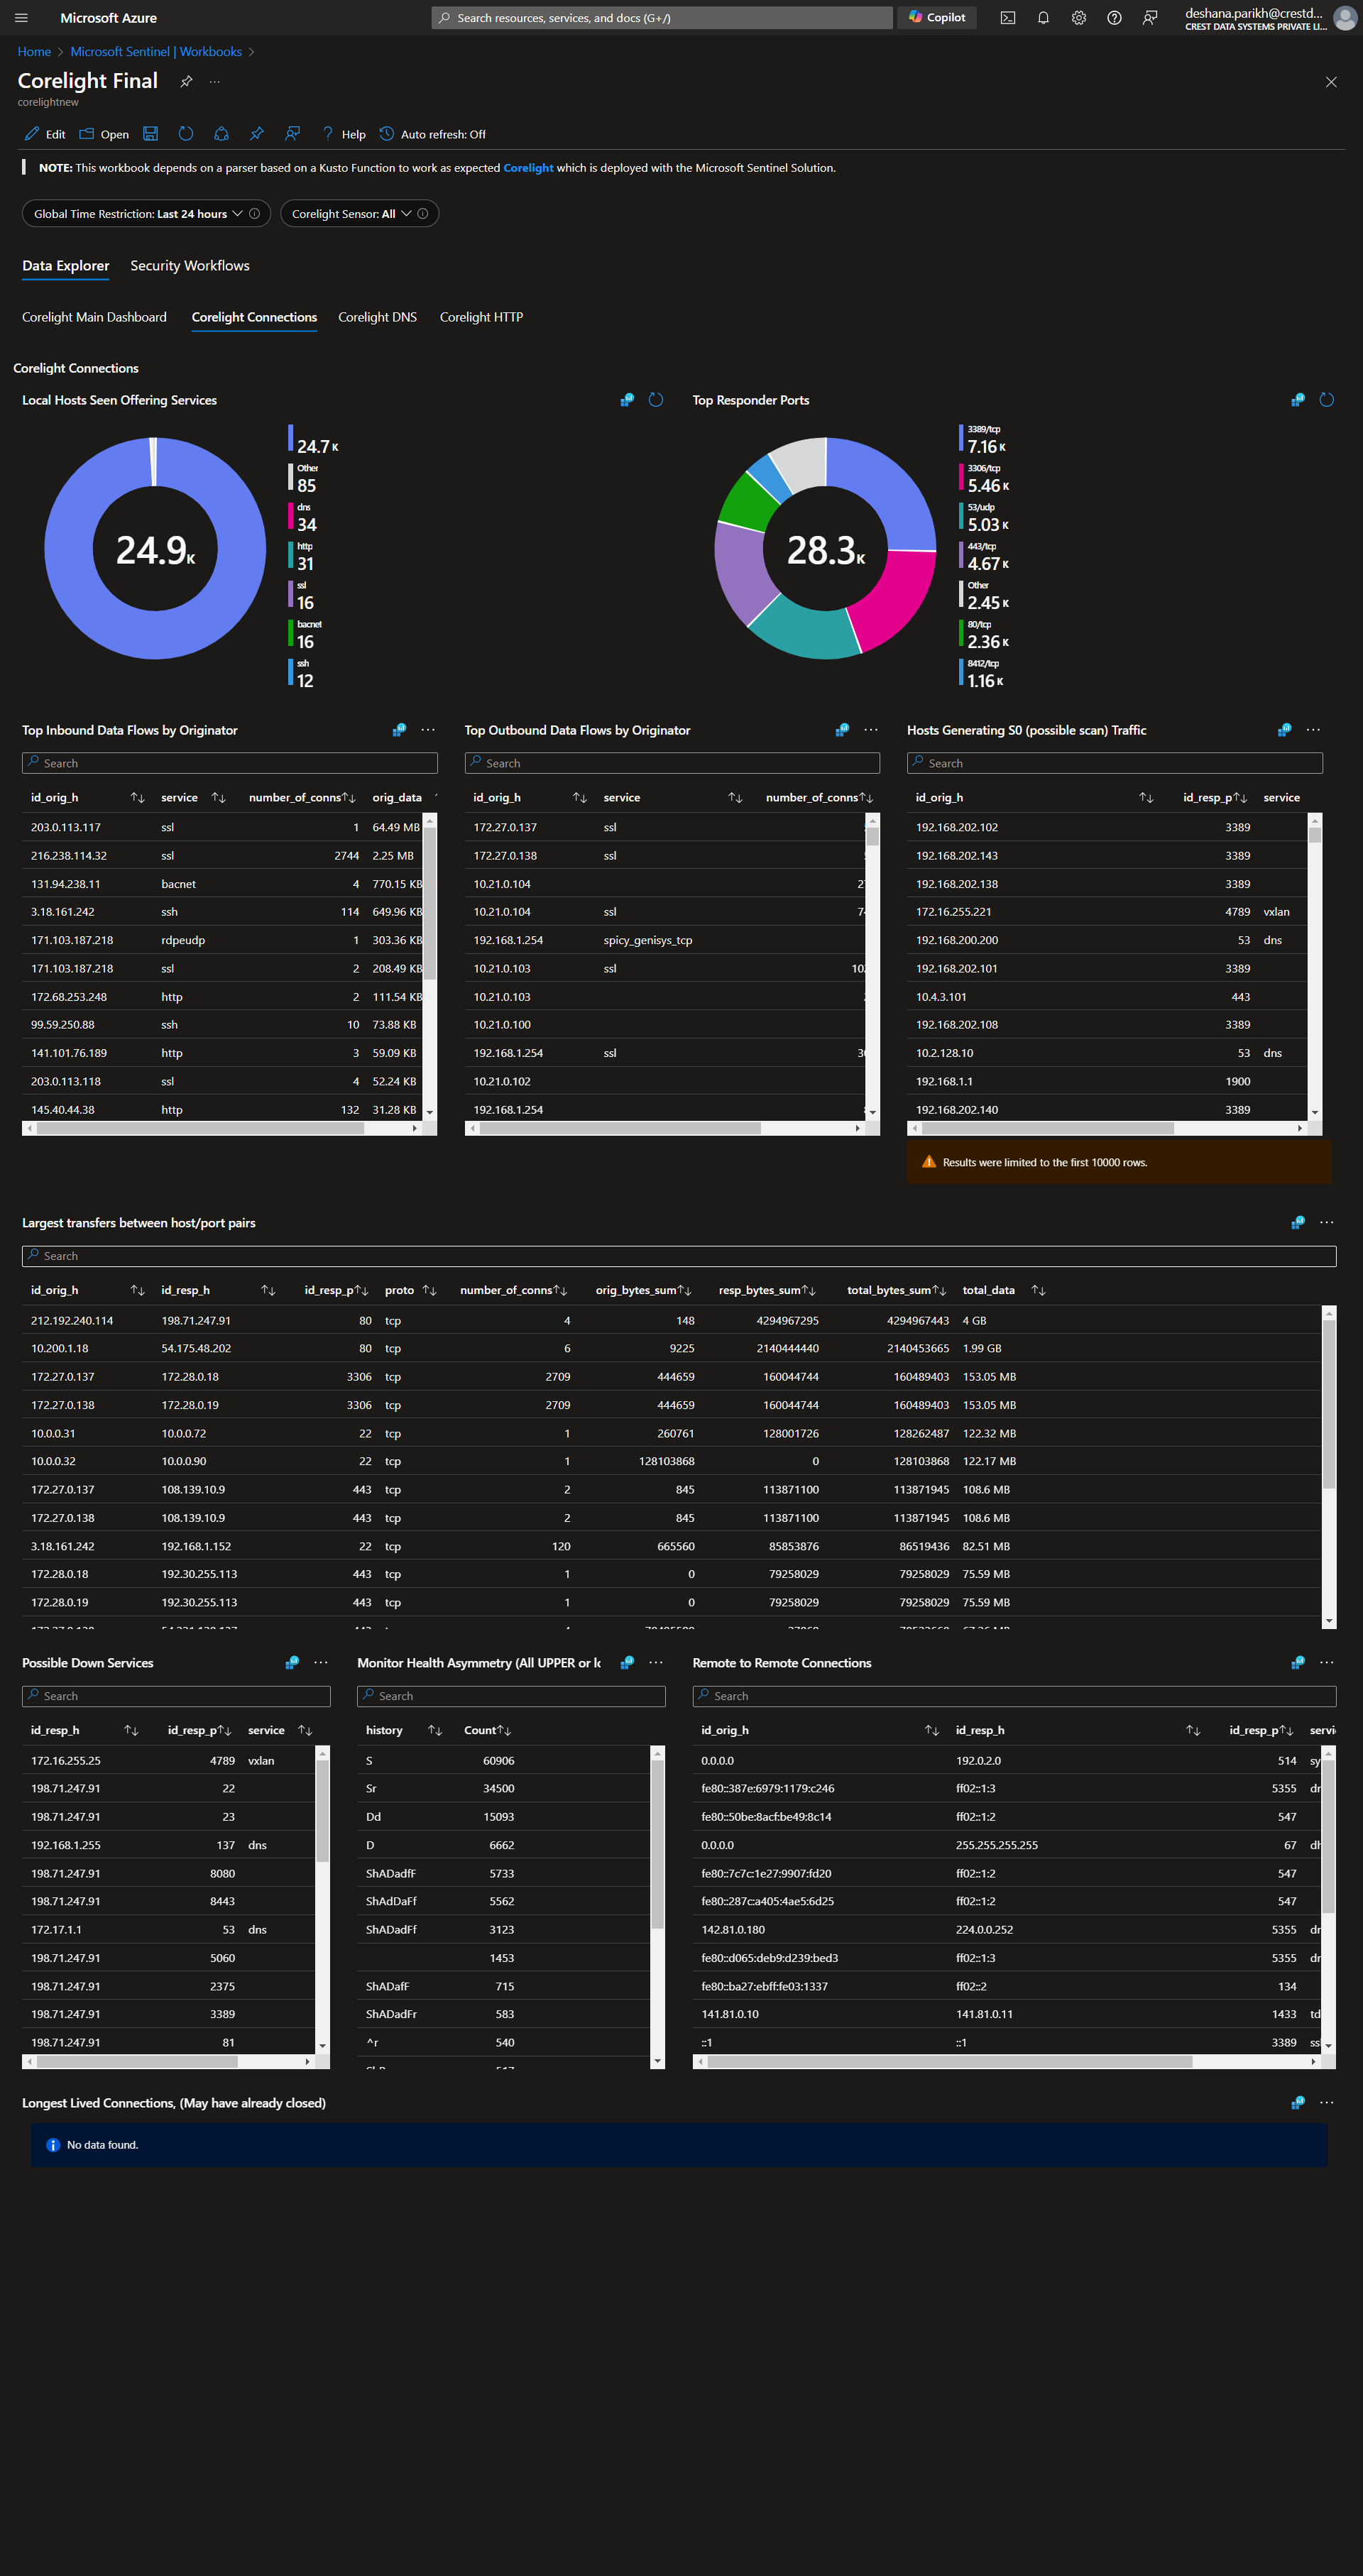 Microsoft Azure
Search resources, services, and docs (G+/)
Copilot
deshana.parikh@crestd...
CREST DATA SYSTEMS PRIVATE LI...
Home > Microsoft Sentinel | Workbooks >
Corelight Final
corelightnew
Edit Open Help Auto refresh: Off
NOTE: This workbook depends on a parser based on a Kusto Function to work as expected Corelight which is deployed with the Microsoft Sentinel Solution.
Global Time Restriction: Last 24 hours Corelight Sensor: All
Data Explorer Security Workflows
Corelight Main Dashboard Corelight Connections Corelight DNS Corelight HTTP
Corelight Connections
Local Hosts Seen Offering Services
24.9K
24.7K
Other
85
dns
34
http
31
ssl
16
bacnet
16
ssh
12
Top Responder Ports
28.3K
3389/tcp
7.16K
3306/tcp
5.46K
53/udp
5.03K
443/tcp
4.67K
Other
2.45K
80/tcp
2.36K
8412/tcp
1.16K
Top Inbound Data Flows by Originator
Search
id_orig_h service number_of_conns orig_data
203.0.113.117 ssl 1 64.49 MB
216.238.114.32 ssl 2744 2.25 MB
131.94.238.11 bacnet 4 770.15 KB
3.18.161.242 ssh 114 649.96 KB
171.103.187.218 rdpeudp 1 303.36 KB
171.103.187.218 ssl 2 208.49 KB
172.68.253.248 http 2 111.54 KB
99.59.250.88 ssh 10 73.88 KB
141.101.76.189 http 3 59.09 KB
203.0.113.118 ssl 4 52.24 KB
145.40.44.38 http 132 31.28 KB
Top Outbound Data Flows by Originator
Search
id_orig_h service number_of_conns
172.27.0.137 ssl
172.27.0.138 ssl
10.21.0.104
10.21.0.104 ssl
192.168.1.254 spicy_genisys_tcp
10.21.0.103 ssl
10.21.0.103
10.21.0.100
192.168.1.254 ssl
10.21.0.102
192.168.1.254
Hosts Generating S0 (possible scan) Traffic
Search
id_orig_h id_resp_p service
192.168.202.102 3389
192.168.202.143 3389
192.168.202.138 3389
172.16.255.221 4789 vxlan
192.168.200.200 53 dns
192.168.202.101 3389
10.4.3.101 443
192.168.202.108 3389
10.2.128.10 53 dns
192.168.1.1 1900
192.168.202.140 3389
Results were limited to the first 10000 rows.
Largest transfers between host/port pairs
Search
id_orig_h id_resp_h id_resp_p proto number_of_conns orig_bytes_sum resp_bytes_sum total_bytes_sum total_data
212.192.240.114 198.71.247.91 80 tcp 4 148 4294967295 4294967443 4 GB
10.200.1.18 54.175.48.202 80 tcp 6 9225 2140444440 2140453665 1.99 GB
172.27.0.137 172.28.0.18 3306 tcp 2709 444659 160044744 160489403 153.05 MB
172.27.0.138 172.28.0.19 3306 tcp 2709 444659 160044744 160489403 153.05 MB
10.0.0.31 10.0.0.72 22 tcp 1 260761 128001726 128262487 122.32 MB
10.0.0.32 10.0.0.90 22 tcp 1 128103868 0 128103868 122.17 MB
172.27.0.137 108.139.10.9 443 tcp 2 845 113871100 113871945 108.6 MB
172.27.0.138 108.139.10.9 443 tcp 2 845 113871100 113871945 108.6 MB
3.18.161.242 192.168.1.152 22 tcp 120 665560 85853876 86519436 82.51 MB
172.28.0.18 192.30.255.113 443 tcp 1 0 79258029 79258029 75.59 MB
172.28.0.19 192.30.255.113 443 tcp 1 0 79258029 79258029 75.59 MB
Possible Down Services
Search
id_resp_h id_resp_p service
172.16.255.25 4789 vxlan
198.71.247.91 22
198.71.247.91 23
192.168.1.255 137 dns
198.71.247.91 8080
198.71.247.91 8443
172.17.1.1 53 dns
198.71.247.91 5060
198.71.247.91 2375
198.71.247.91 3389
198.71.247.91 81
Monitor Health Asymmetry (All UPPER or lo
Search
history Count
S 60906
Sr 34500
Dd 15093
D 6662
ShADadfF 5733
ShAdDaFf 5562
ShADadFf 3123
1453
ShADafF 715
ShADadFr 583
^r 540
Remote to Remote Connections
Search
id_orig_h id_resp_h id_resp_p servi
0.0.0.0 192.0.2.0 514 sy
fe80::387e:6979:1179:c246 ff02::1:3 5355
fe80::50be:8acf:be49:8c14 ff02::1:2 547
0.0.0.0 255.255.255.255 67
fe80::7c7c:1e27:9907:fd20 ff02::1:2 547
fe80::287c:a405:4ae5:6d25 ff02::1:2 547
142.81.0.180 224.0.0.252 5355
fe80::d065:deb9:d239:bed3 ff02::1:3 5355
fe80::ba27:ebff:fe03:1337 ff02::2 134
141.81.0.10 141.81.0.11 1433 td
::1 ::1 3389 ss
Longest Lived Connections, (May have already closed)
No data found.